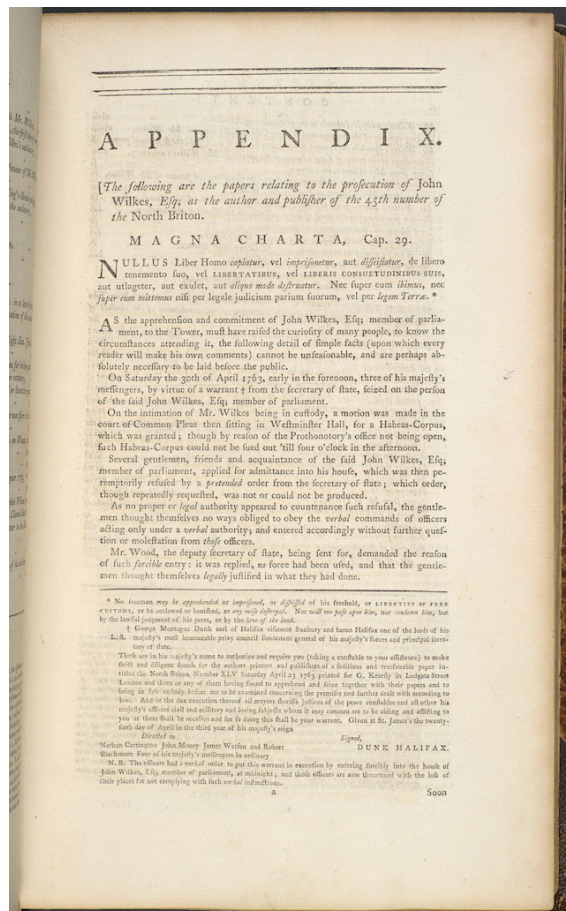 APPENDIX.
[The following are the papers relating to the proſecution of John
Wilkes, Eſq; as the author and publiſher of the 45th number of
the North Briton.
MAGNA CHARTA, Cap. 29.
NULLUS Liber Homo capiatur, vel impriſonetur, aut diſſeiſiatur, de libero
tenemento ſuo, vel LIBERTATIBUS, vel LIBERIS CONSUETUDINIBUS SUIS,
aut utlagetur, aut exulet, aut aliquo modo deſtruatur. Nec ſuper eum ibimus, nec
ſuper eum mittemus niſi per legale judicium parium ſuorum, vel per legem Terræ. *
AS the apprehenſion and commitment of John Wilkes, Eſq; member of parlia-
ment, to the Tower, muſt have raiſed the curioſity of many people, to know the
circumſtances attending it, the following detail of ſimple facts (upon which every
reader will make his own comments) cannot be unſeaſonable, and are perhaps ab-
ſolutely neceſſary to be laid before the public.
On Saturday the 30th of April 1763, early in the forenoon, three of his majeſty's
meſſengers, by virtue of a warrant † from the secretary of ſtate, ſeized on the perſon
of the ſaid John Wilkes, Eſq; member of parliament.
On the intimation of Mr. Wilkes being in cuſtody, a motion was made in the
court of Common Pleas then ſitting in Weſtminſter Hall, for a Habeas-Corpus,
which was granted; though by reaſon of the Prothonotory's office not being open,
ſuch Habeas-Corpus could not be ſued out 'till four o'clock in the afternoon.
Several gentlemen, friends and acquaintance of the ſaid John Wilkes, Eſq;
member of parliament, applied for admittance into his houſe, which was then pe-
remptorily refuſed by a pretended order from the ſecretary of ſtate; which order,
though repeatedly requeſted, was not or could not be produced.
As no proper or legal authority appeared to countenance ſuch refuſal, the gentle-
men thought themſelves no ways obliged to obey the verbal commands of officers
acting only under a verbal authority; and entered accordingly without further queſ-
tion or moleſtation from thoſe officers.
Mr. Wood, the deputy ſecretary of ſtate, being ſent for, demanded the reaſon
of ſuch forcible entry: it was replied, no force had been uſed, and that the gentle-
men thought themſelves legally juſtified in what they had done.
* No freeman may be apprehended or impriſoned, or diſſeiſed of his freehold, or LIBERTIES or FREE
CUSTOMS, or be outlawed or baniſhed, or any wiſe deſtroyed. Nor will we paſs upon him, nor condemn him, but
by the lawful judgment of his peers, or by the law of the land.
† George Montague Dunk earl of Halifax viſcount Sunbury and baron Halifax one of the lords of his
L. S. majeſty's moſt honourable privy council lieutenant general of his majeſty's forces and principal ſecre-
tary of ſtate.
Theſe are in his majeſty's name to authorize and require you (taking a conſtable to your aſſiſtance) to make
ſtrict and diligent ſearch for the authors printers and publiſhers of a ſeditious and treaſonable paper in-
titled the North Briton Number XLV Saturday April 23 1763 printed for G. Kearſly in Ludgate Street
London and them or any of them having found to apprehend and ſeize together with their papers and to
bring in ſafe cuſtody before me to be examined concerning the premiſes and further dealt with according to
law. And in the due execution thereof all mayors ſheriffs juſtices of the peace conſtables and all other his
majeſty's officers civil and military and loving ſubjects whom it may concern are to be aiding and aſſiſting to
you as there ſhall be occaſion and for ſo doing this ſhall be your warrant. Given at St. James's the twenty-
ſixth day of April in the third year of his majeſty's reign
Directed to
Signed,
Nathan Carrington John Money James Watſon and Robert
DUNK HALIFAX.
Blackmore Four of his majeſty's meſſengers in ordinary
N. B. The officers had a verbal order to put this warrant in execution by entering forcibly into the houſe of
John Wilkes, Eſq; member of parliament, at midnight; and thoſe officers are now threatened with the loſs of
their places for not complying with ſuch verbal inſtructions.
a
Soon